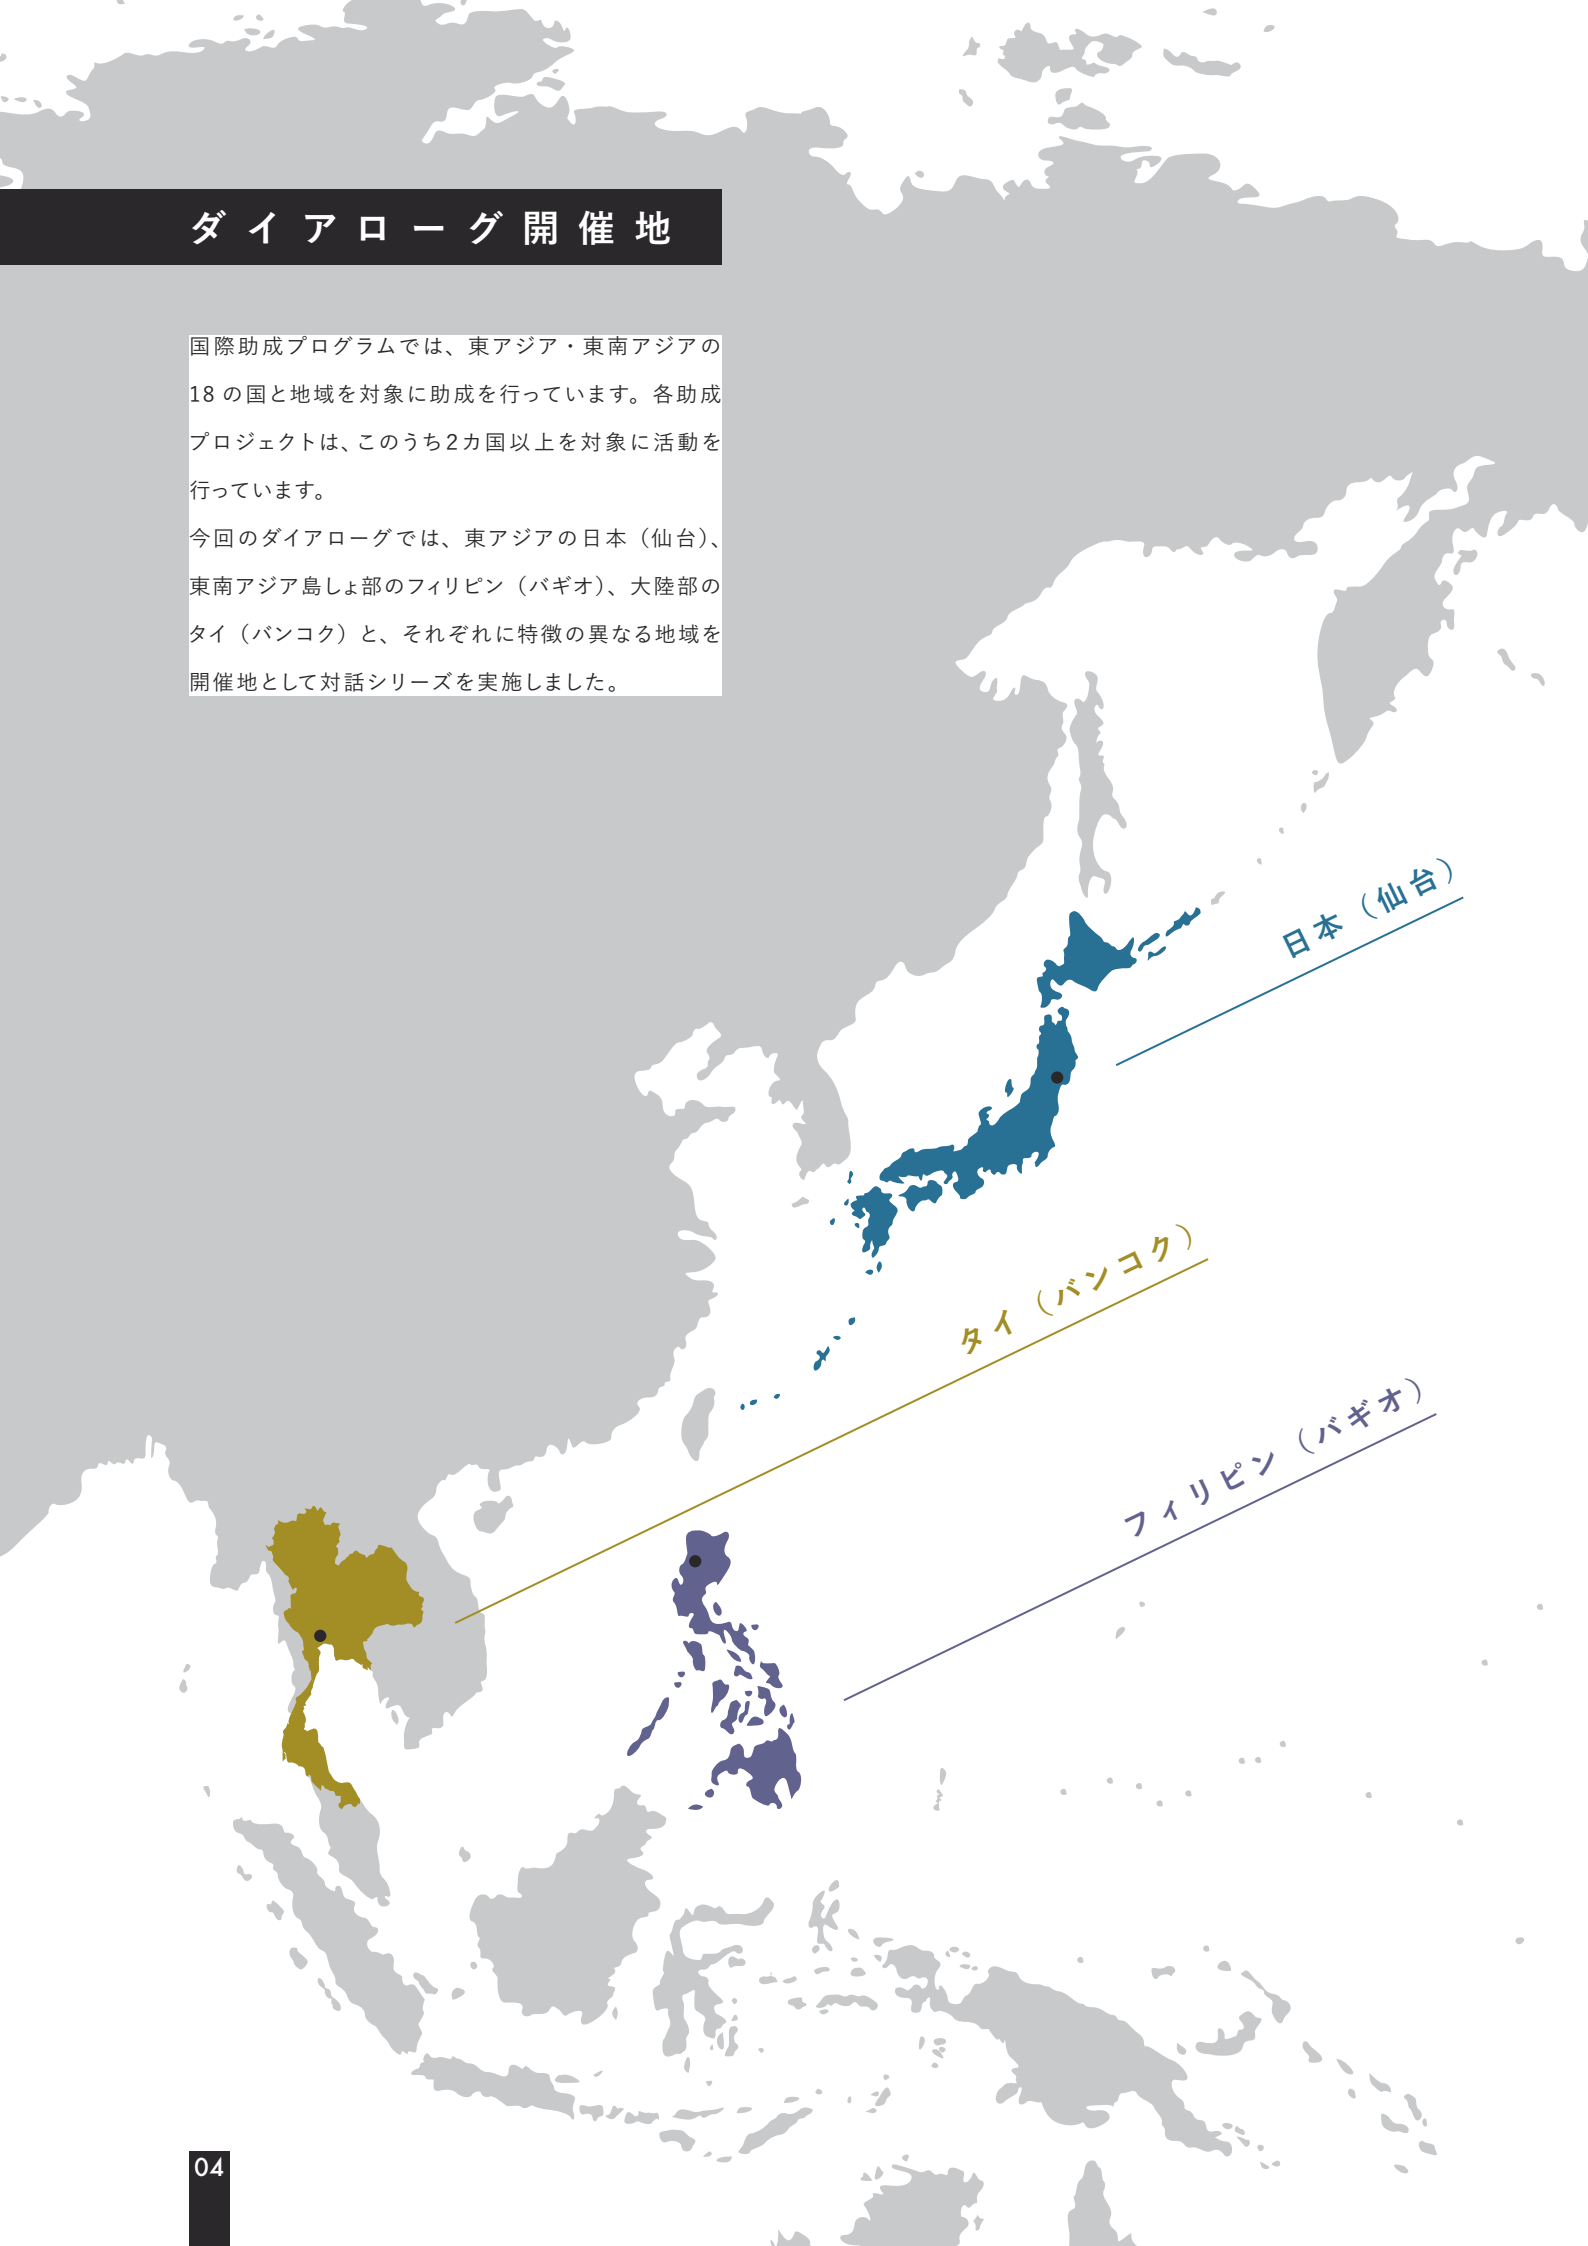 ダイアローグ開催地
国際助成プログラムでは、東アジア・東南アジアの
18 の国と地域を対象に助成を行っています。各助成
プロジェクトは、このうち2カ国以上を対象に活動を
行っています。
今回のダイアローグでは、東アジアの日本（仙台）、
東南アジア島しょ部のフィリピン（バギオ）、大陸部の
タイ（バンコク）と、それぞれに特徴の異なる地域を
開催地として対話シリーズを実施しました。
日本（仙台）
タイ（バンコク）
フィリピン（バギオ）
04